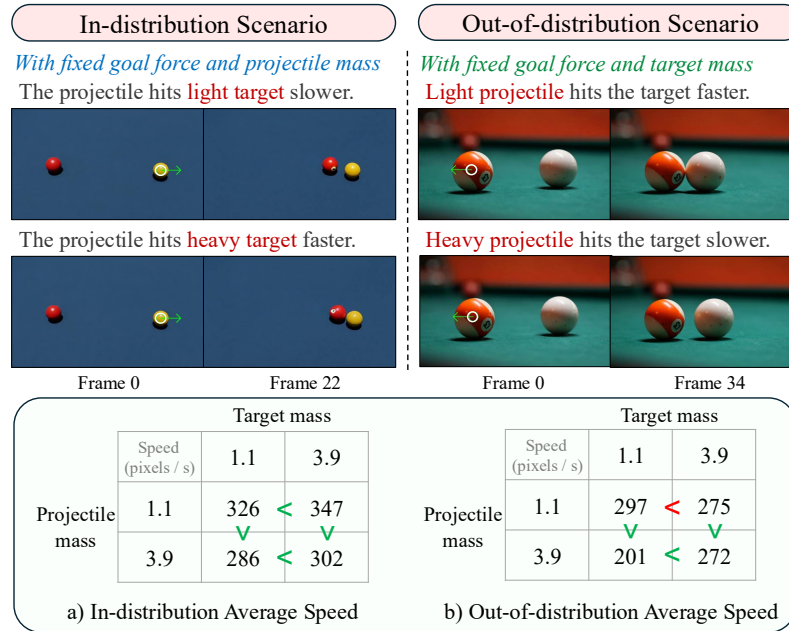 In-distribution Scenario
With fixed goal force and projectile mass
The projectile hits light target slower.
The projectile hits heavy target faster.
Frame 0
Frame 22
Out-of-distribution Scenario
With fixed goal force and target mass
Light projectile hits the target faster.
Heavy projectile hits the target slower.
Frame 0
Frame 34
Target mass
Speed (pixels / s) 1.1 3.9
Projectile mass
1.1 326 < 347
v v
3.9 286 < 302
a) In-distribution Average Speed
Target mass
Speed (pixels / s) 1.1 3.9
Projectile mass
1.1 297 < 275
v v
3.9 201 < 272
b) Out-of-distribution Average Speed